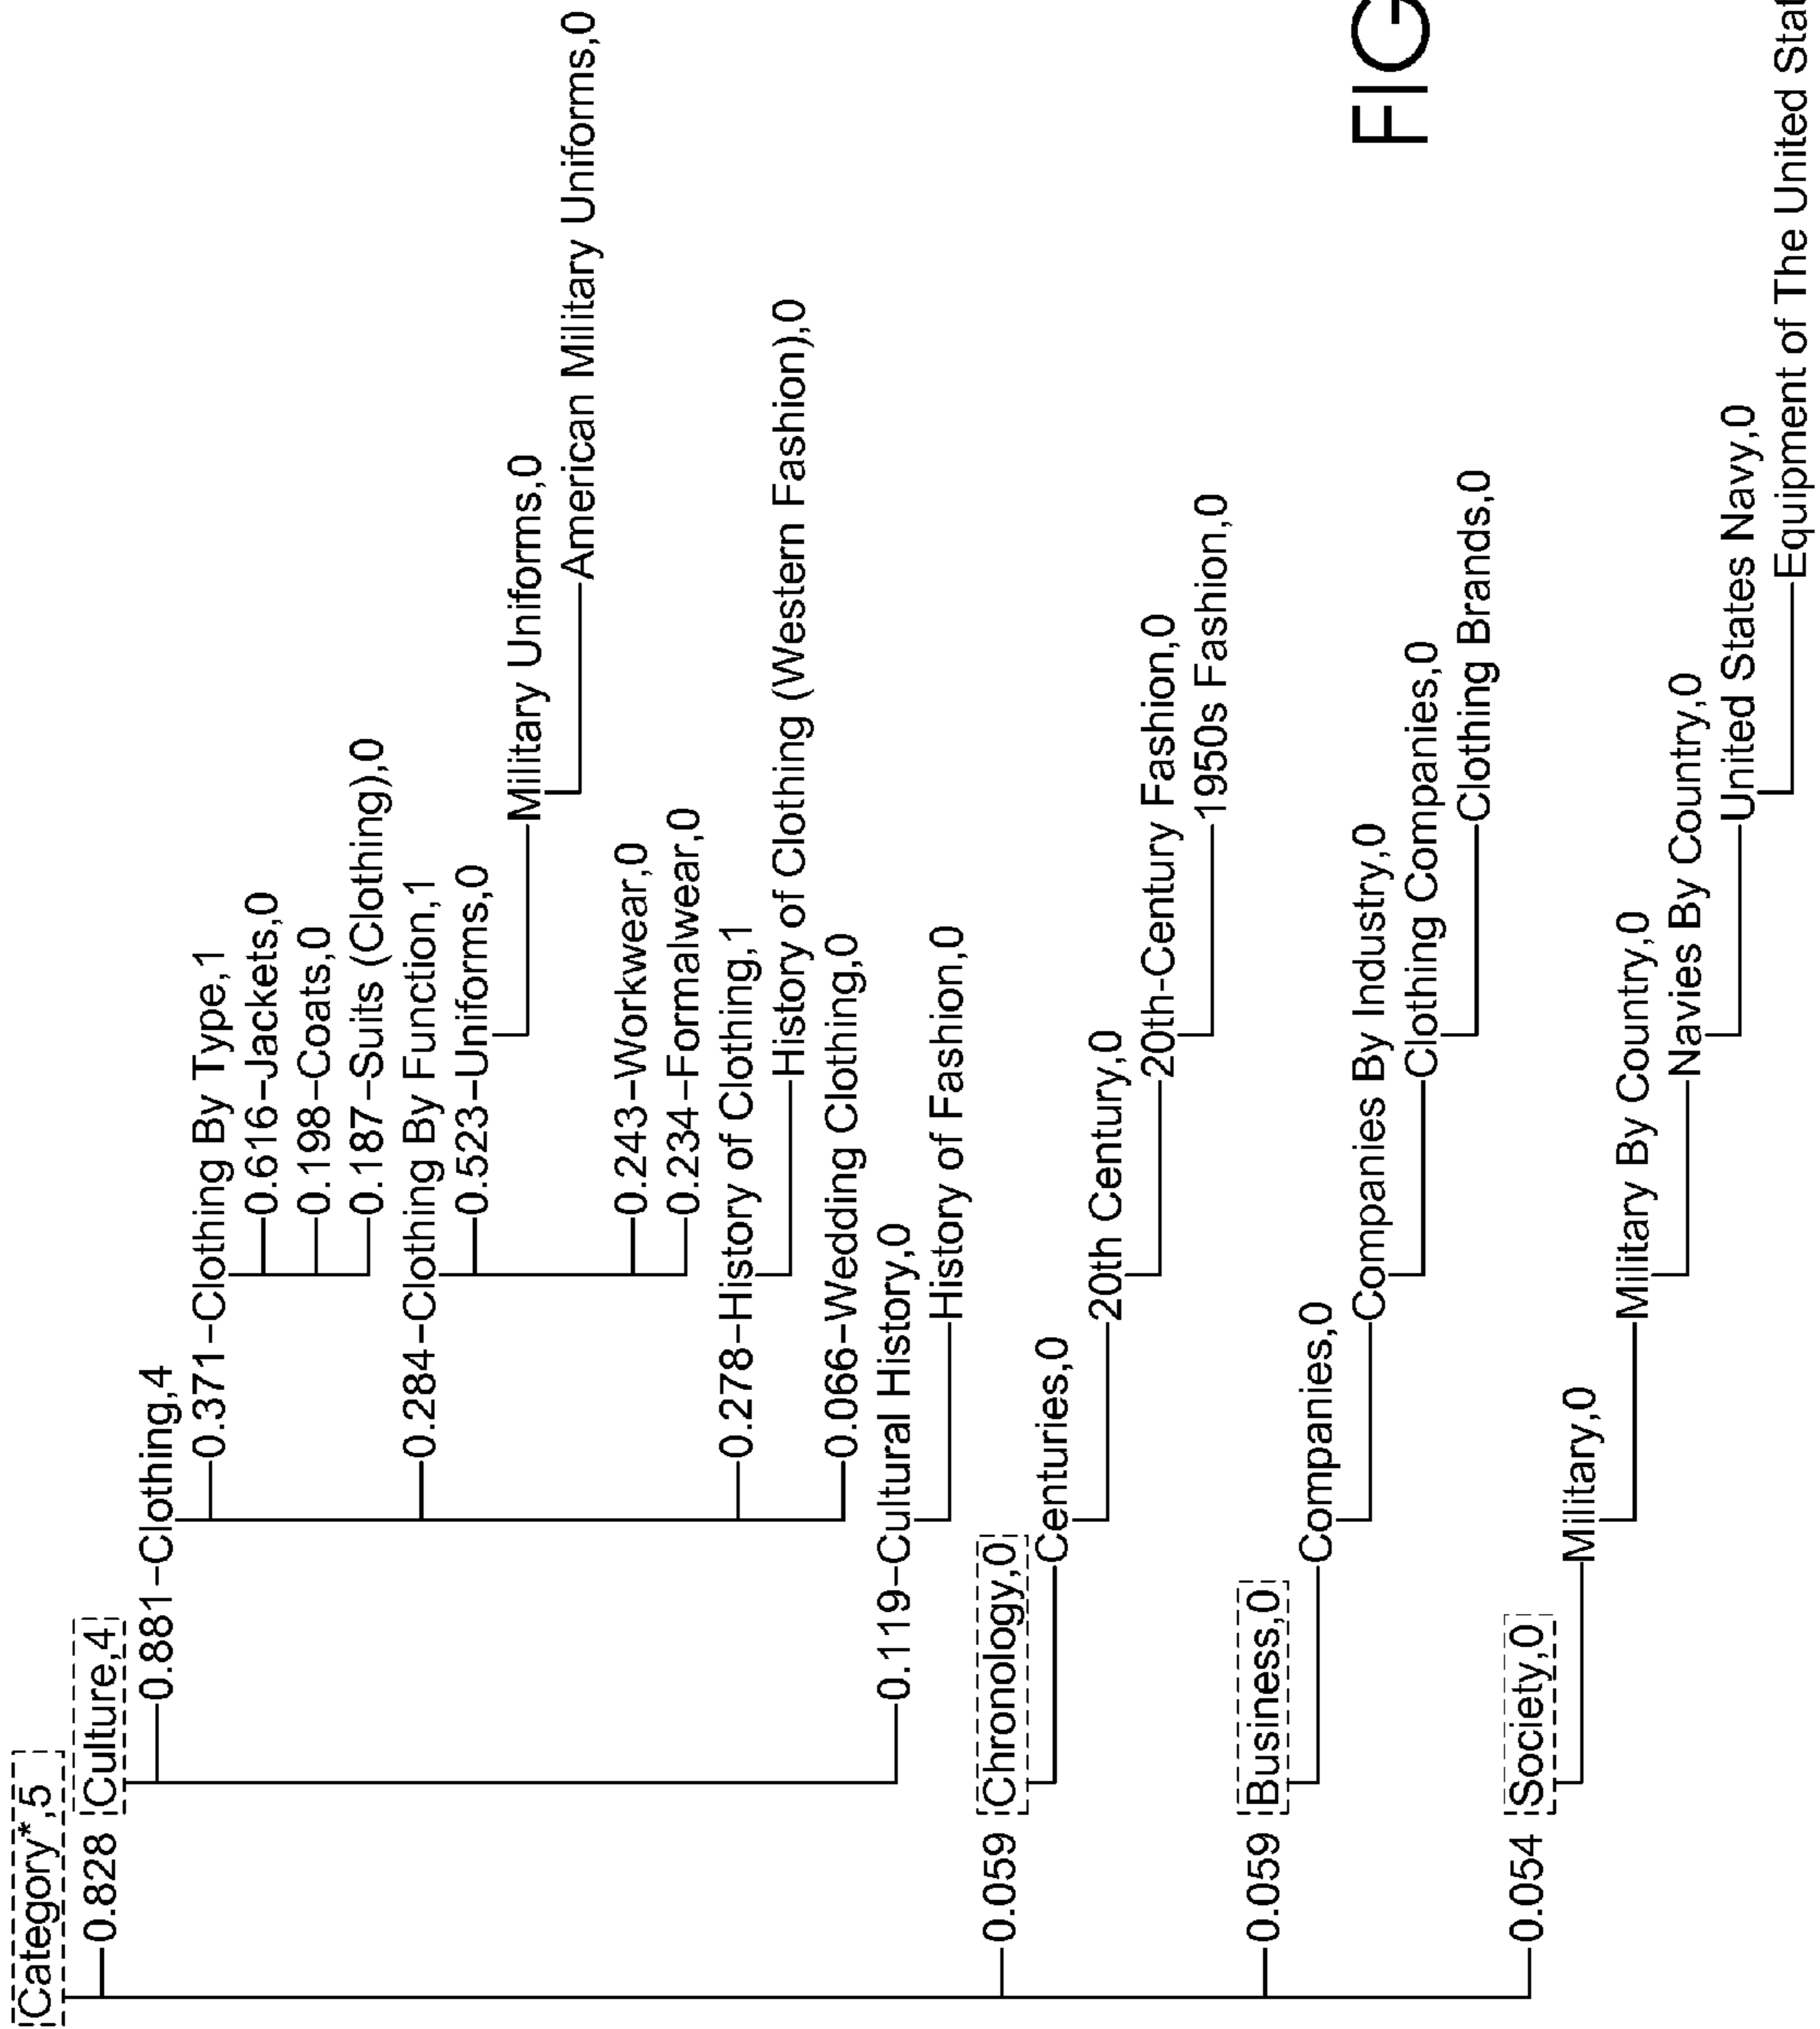 Category*,5
0.828 Culture,4
0.881-Clothing,4
0.371-Clothing By Type,1
0.616-Jackets,0
0.198-Coats,0
0.187-Suits (Clothing),0
0.284-Clothing By Function,1
0.523-Uniforms,0
Military Uniforms,0
American Military Uniforms,0
0.243-Workwear,0
0.234-Formalwear,0
0.278-History of Clothing,1
History of Clothing (Western Fashion),0
0.066-Wedding Clothing,0
0.119-Cultural History,0
History of Fashion,0
0.059 Chronology,0
Centuries,0
20th Century,0
20th-Century Fashion,0
1950s Fashion,0
0.059 Business,0
Companies,0
Companies By Industry,0
Clothing Companies,0
Clothing Brands,0
0.054 Society,0
Military,0
Military By Country,0
Navies By Country,0
United States Navy,0
Equipment of The United Stat
FIG